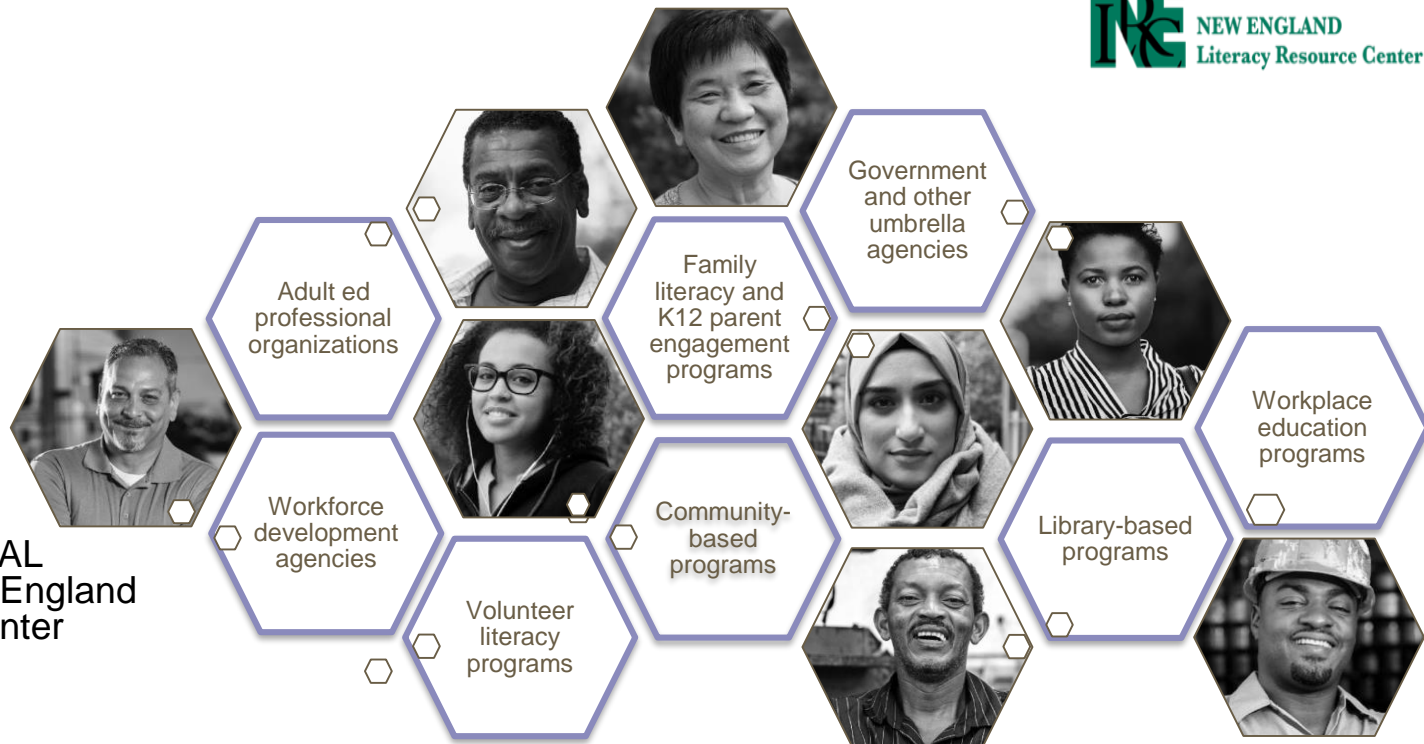 NEW ENGLAND
Literacy Resource Center
Government
and other
umbrella
agencies
Adult ed
professional
organizations
Family
literacy and
K12 parent
engagement
programs
Workplace
education
programs
Workforce
development
agencies
Community-
based
programs
Library-based
programs
AL
England
nter
Volunteer
literacy
programs